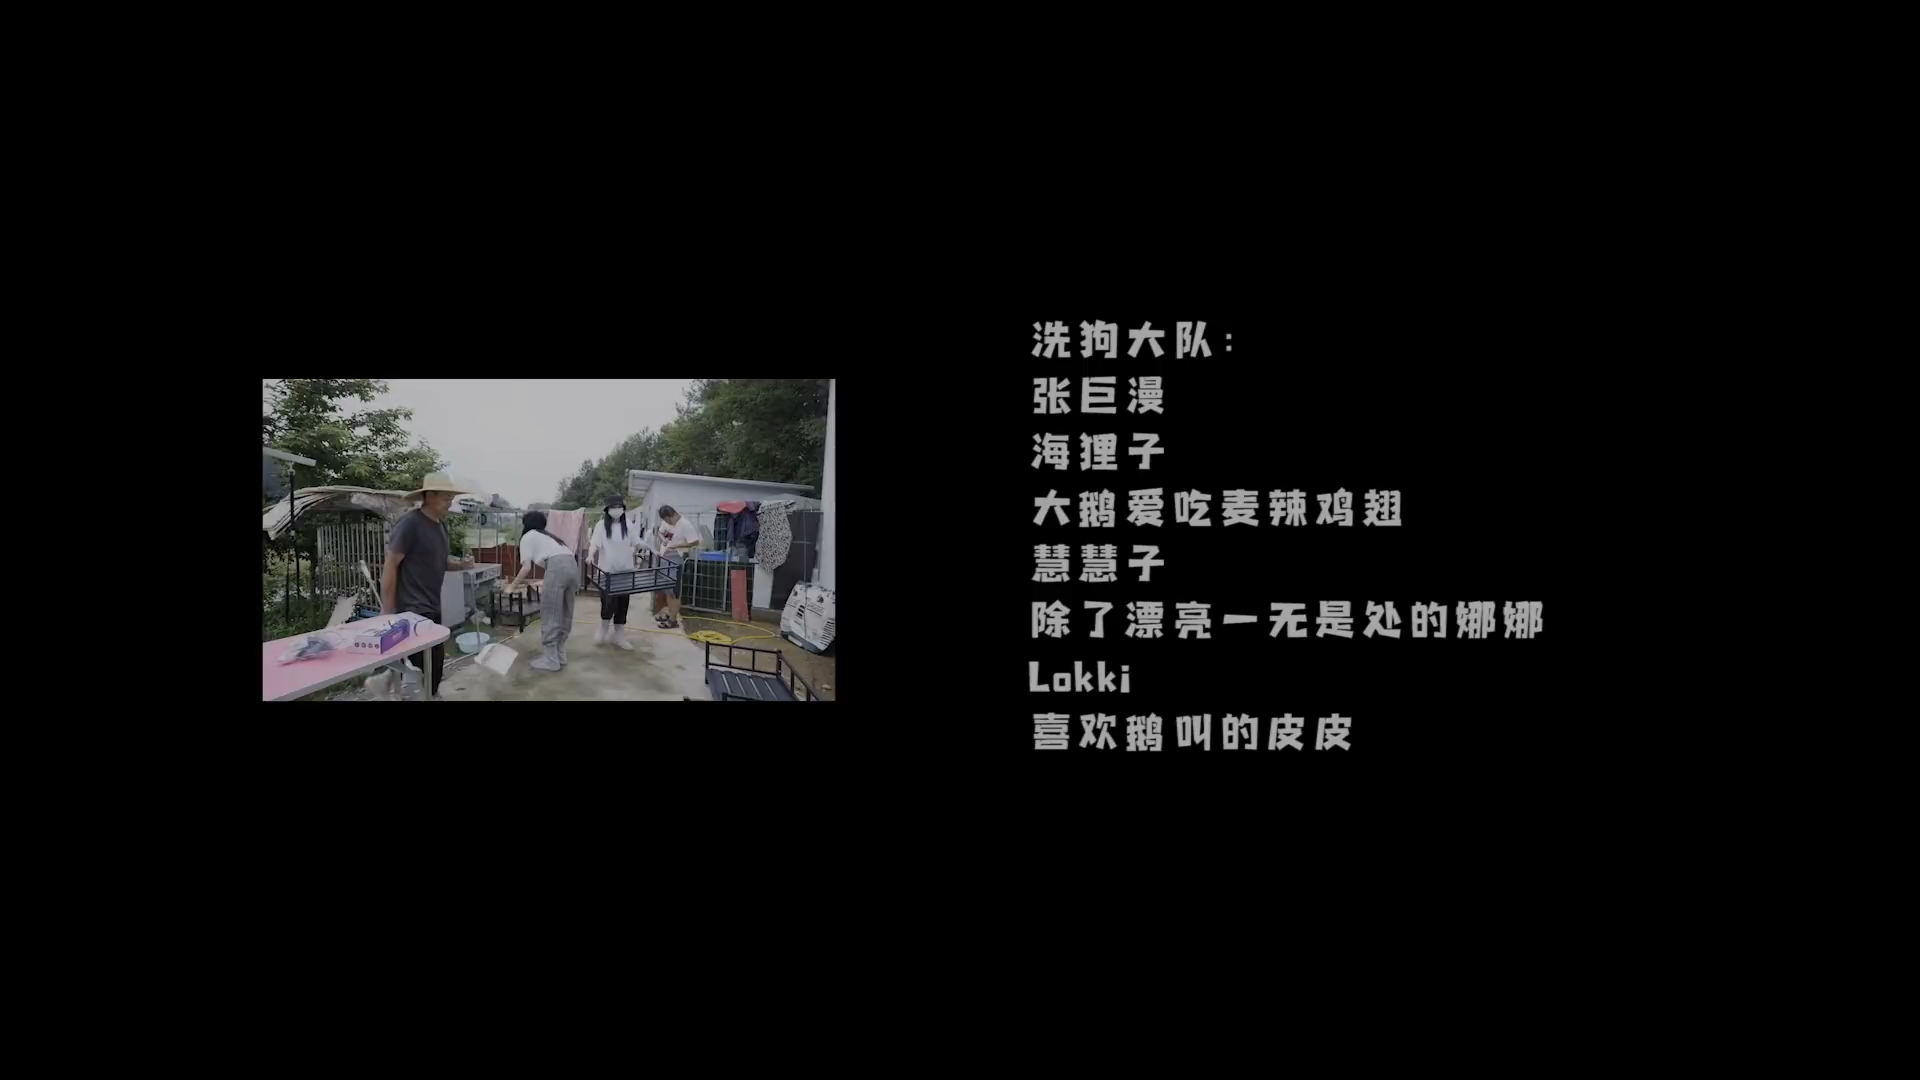 洗狗大队：
张巨漫
海狸子
大鹅爱吃麦辣鸡翅
慧慧子
除了漂亮一无是处的娜娜
Lokki
喜欢鹅叫的皮皮